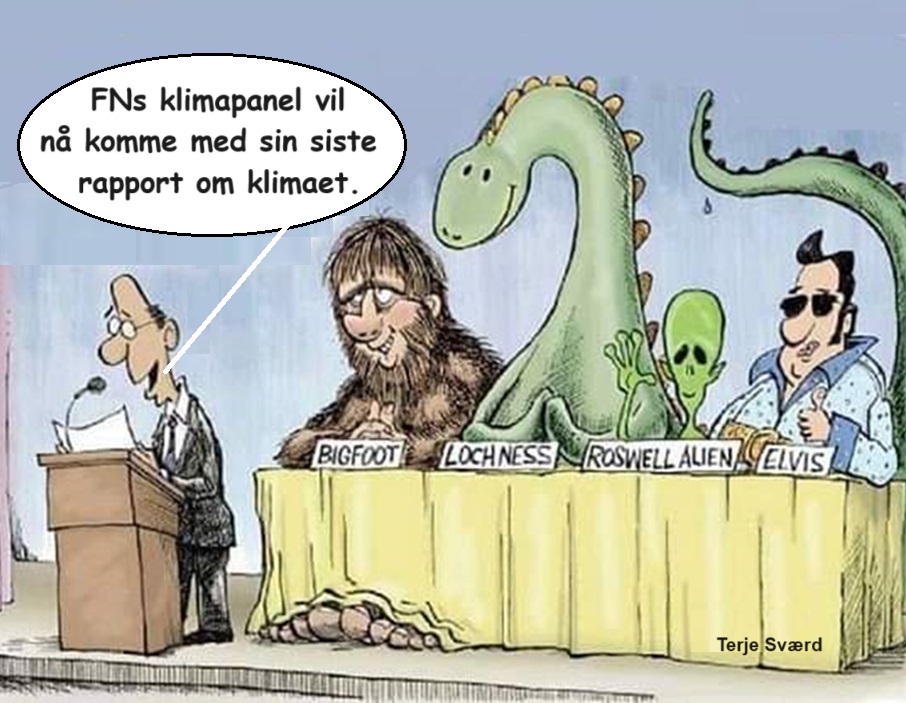 FNs klimapanel vil
nå komme med sin siste
rapport om klimaet.
BIGFOOT
LOCHNESS
ROSWELL ALIEN
ELVIS
Terje Sværd